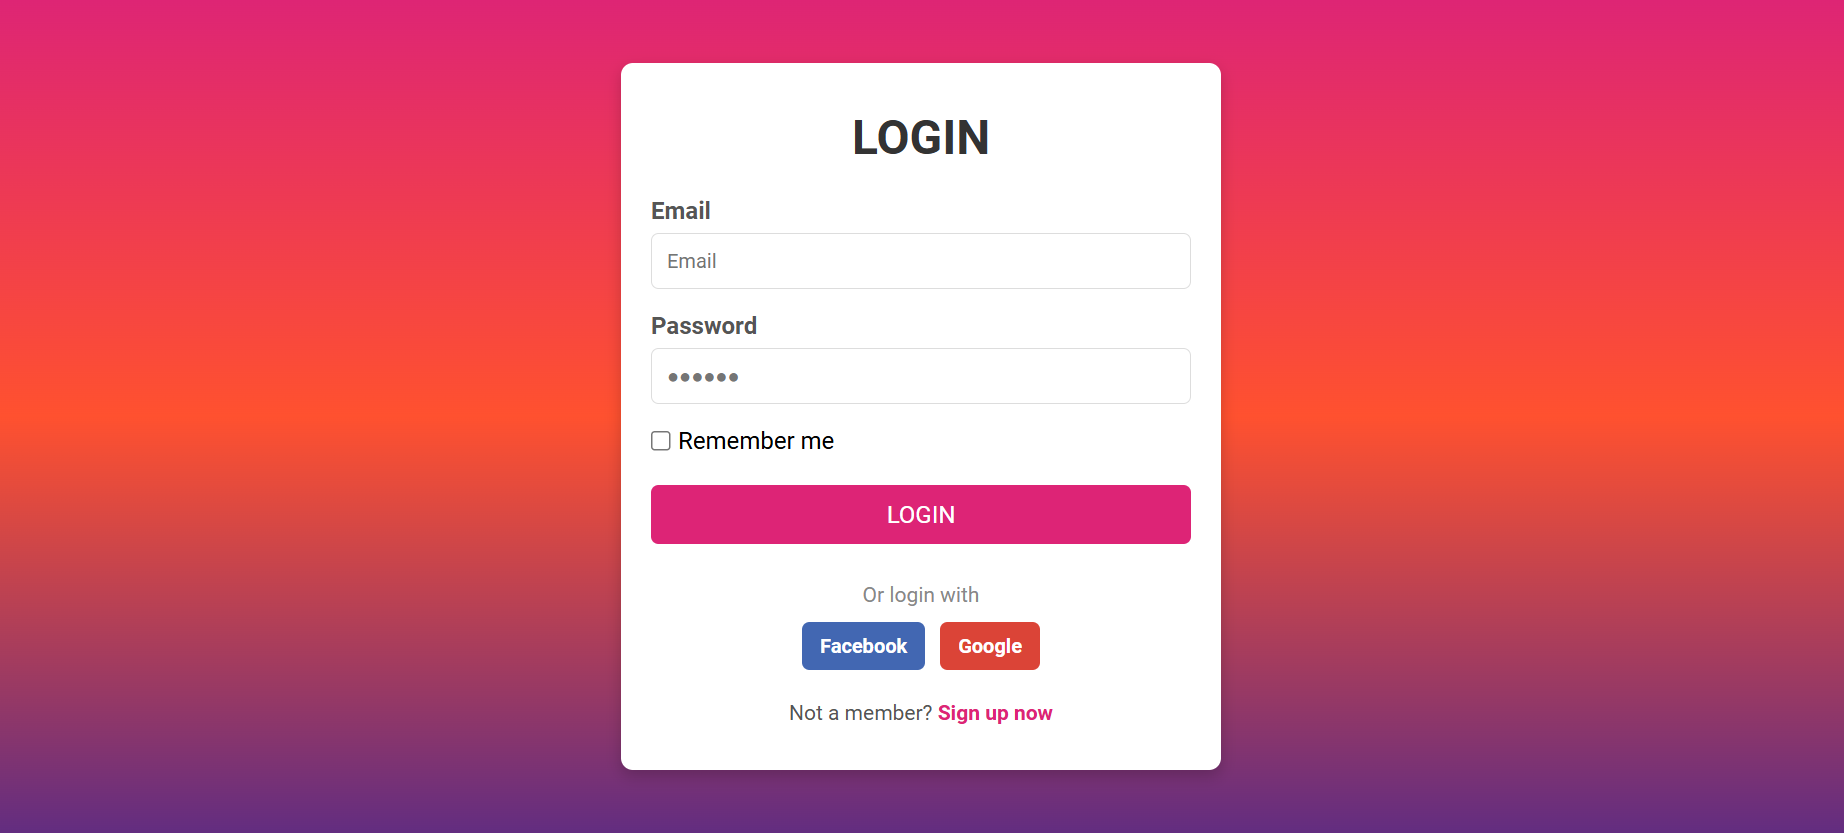 LOGIN
Email
Email
Password
●●●●●●
Remember me
LOGIN
Or login with
Facebook Google
Not a member? Sign up now